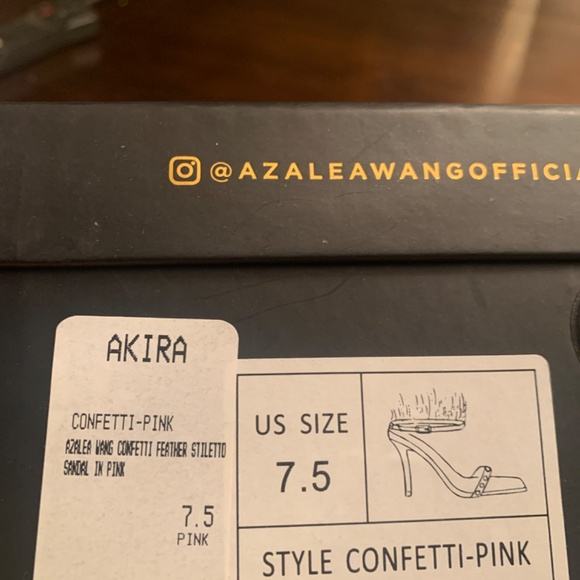 @AZALEAWANGOFFICIA
AKIRA
CONFETTI-PINK
AZALEA WANG CONFETTI FEATHER STILETTO
SANDAL IN PINK
7.5
PINK
US SIZE
7.5
STYLE CONFETTI-PINK